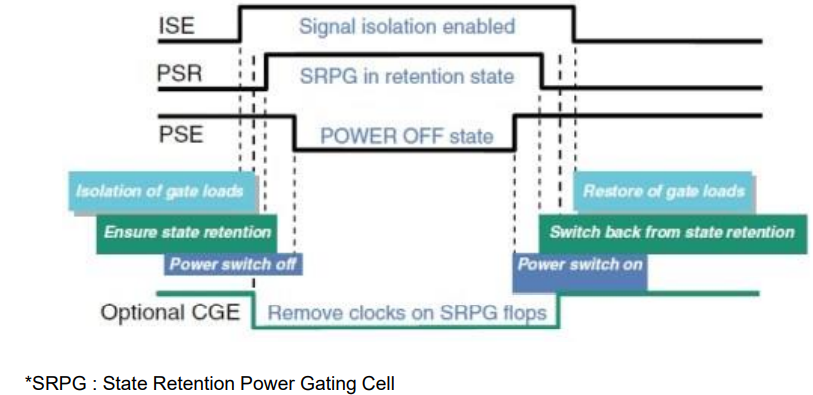 ISE
Signal isolation enabled
PSR
SRPG in retention state
PSE
POWER OFF state
Isolation of gate loads
Restore of gate loads
Ensure state retention
Switch back from state retention
Power switch off
Power switch on
Optional CGE
Remove clocks on SRPG flops
*SRPG : State Retention Power Gating Cell